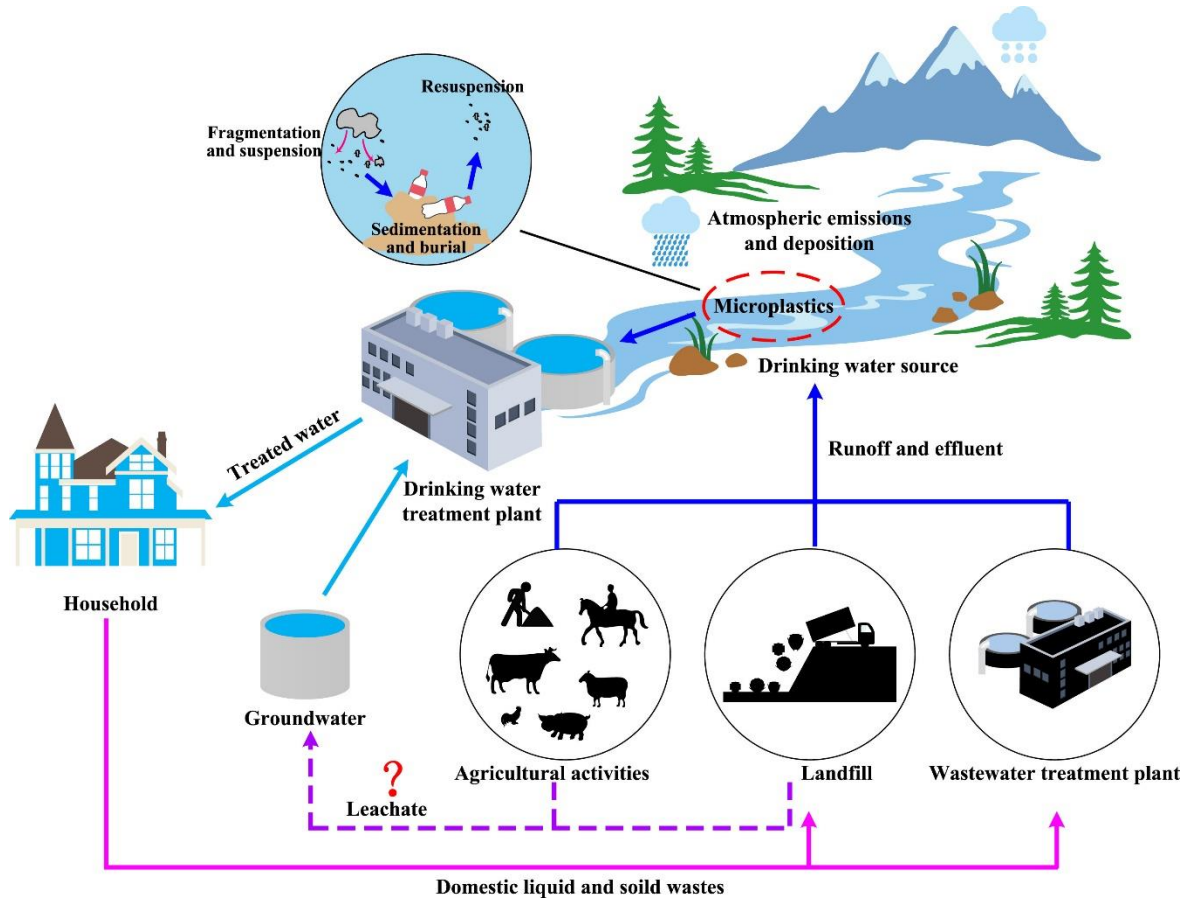 Resuspension
Fragmentation
and suspension
Sedimentation
and burial
Atmospheric emissions
and deposition
Microplastics
Drinking water source
Treated water
Drinking water
treatment plant
Runoff and effluent
Household
Groundwater
Agricultural activities
Landfill
Wastewater treatment plant
?
Leachate
Domestic liquid and soild wastes